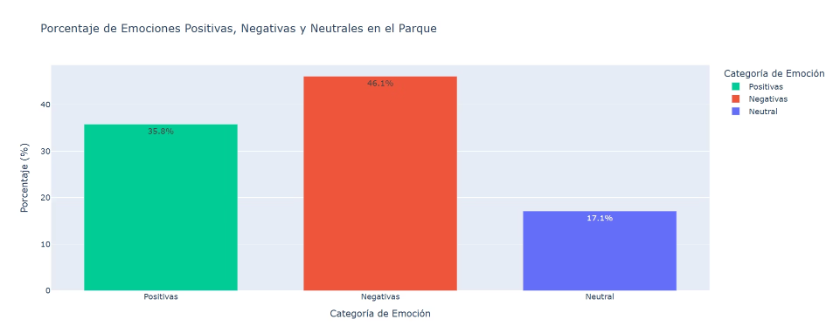 Porcentaje de Emociones Positivas, Negativas y Neutrales en el Parque
Categoría de Emoción
Positivas
Negativas
Neutral
Porcentaje (%)
40
30
20
10
0
35.8%
46.1%
17.1%
Positivas
Negativas
Neutral
Categoría de Emoción